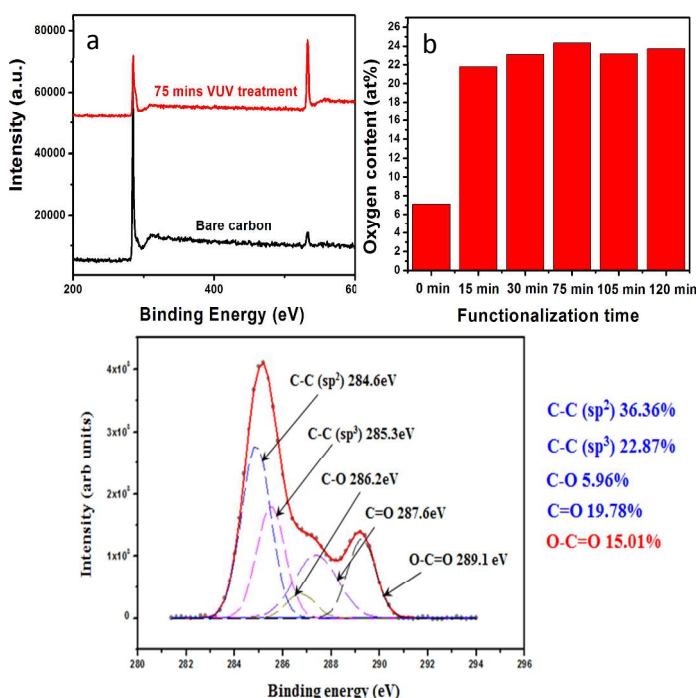 a
Intensity (a.u.)
80000
60000
40000
20000
0
75 mins VUV treatment
Bare carbon
200
400
60
Binding Energy (eV)
b
Oxygen content (at%)
26
24
22
20
18
16
14
12
10
8
6
4
2
0
0 min 15 min 30 min 75 min 105 min 120 min
Functionalization time
Intensity (arb units)
0
C-C (sp²) 284.6eV
C-C (sp³) 285.3eV
C-O 286.2eV
C=O 287.6eV
O-C=O 289.1 eV
280 282 284 286 288 290 292 294 296
Binding energy (eV)
C-C (sp²) 36.36%
C-C (sp³) 22.87%
C-O 5.96%
C=O 19.78%
O-C=O 15.01%